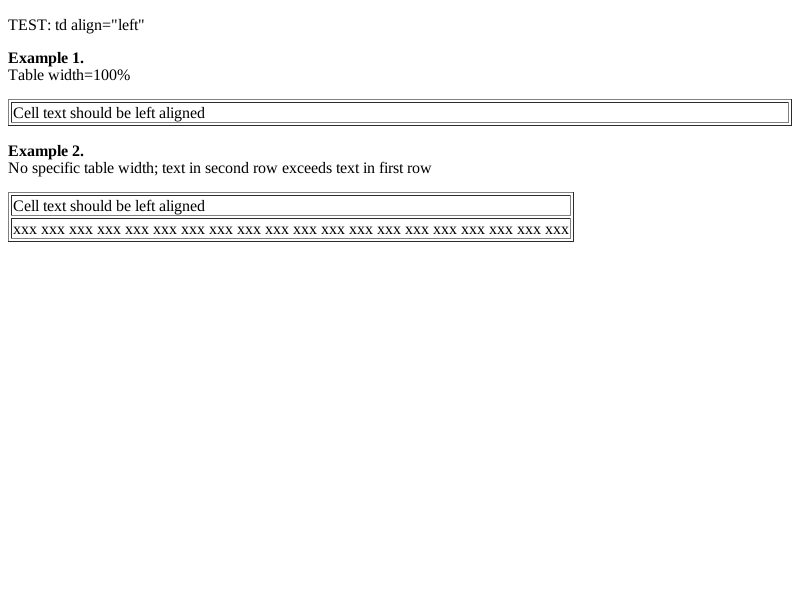 TEST: td align="left"
Example 1.
Table width=100%
Cell text should be left aligned
Example 2.
No specific table width; text in second row exceeds text in first row
Cell text should be left aligned
xxx xxx xxx xxx xxx xxx xxx xxx xxx xxx xxx xxx xxx xxx xxx xxx xxx xxx xxx xxx